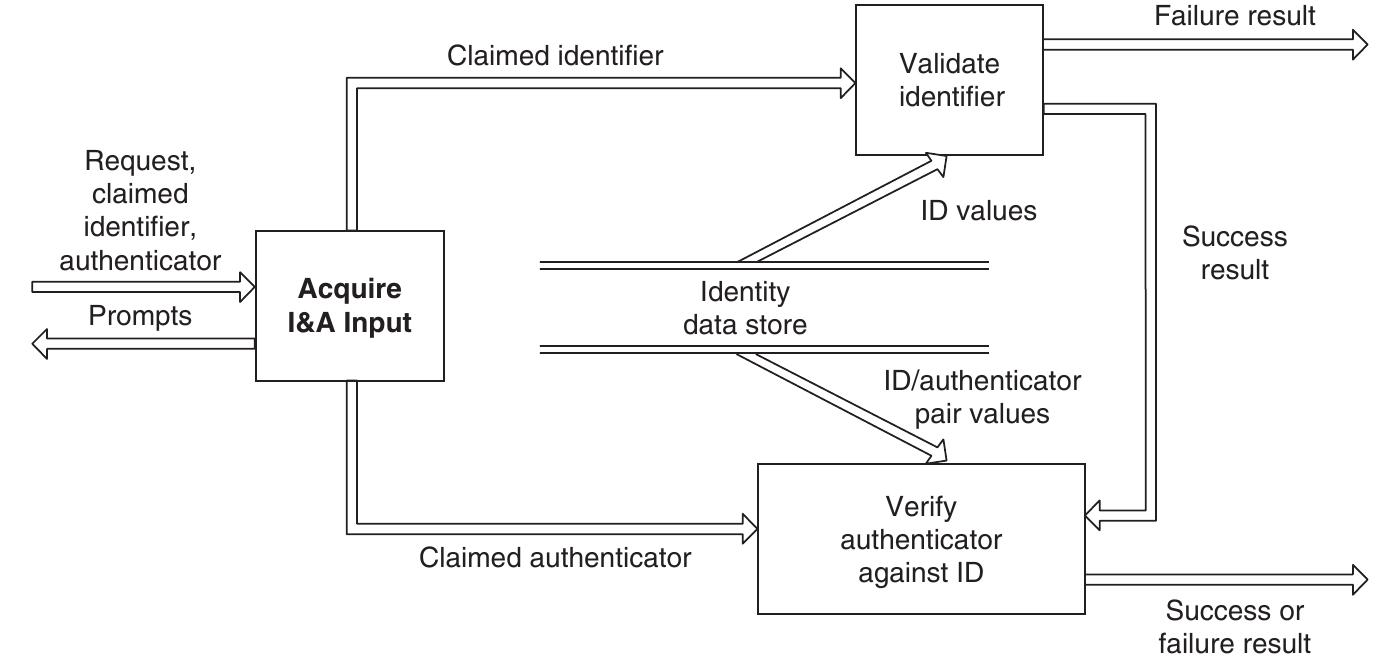 Failure result
Claimed identifier
Validate
identifier
Request,
claimed
identifier,
authenticator
ID values
Success
result
Acquire
I&A Input
Prompts
Identity
data store
ID/authenticator
pair values
Verify
authenticator
against ID
Claimed authenticator
Success or
failure result